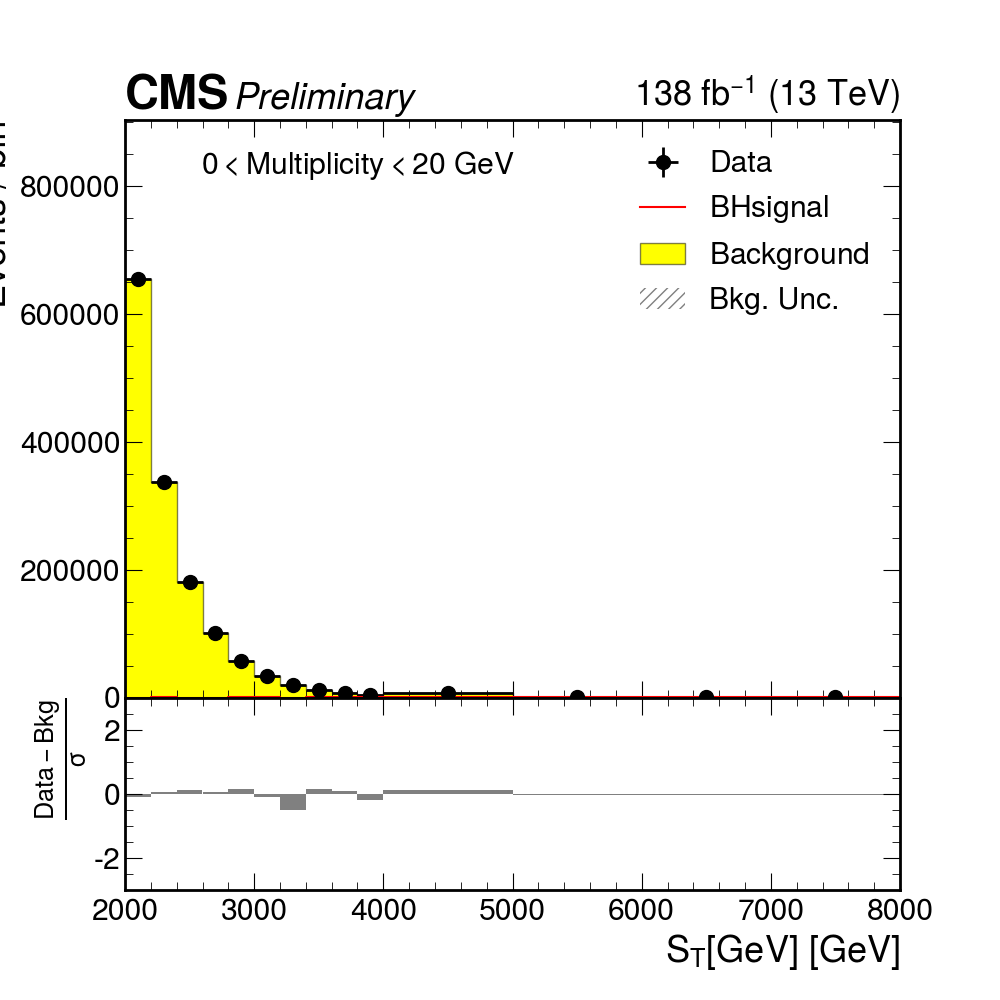 CMS Preliminary 138 fb⁻¹ (13 TeV)
0 < Multiplicity < 20 GeV
Data
BHsignal
Background
Bkg. Unc.
800000
600000
400000
200000
0
Data − Bkg
σ
2
0
-2
2000 3000 4000 5000 6000 7000 8000
S_T[GeV] [GeV]